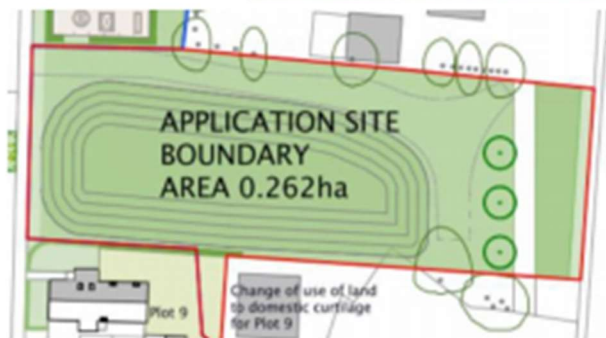 APPLICATION SITE
BOUNDARY
AREA 0.262ha
Plot 9
Change of use of land
to domestic curtilage
for Plot 9